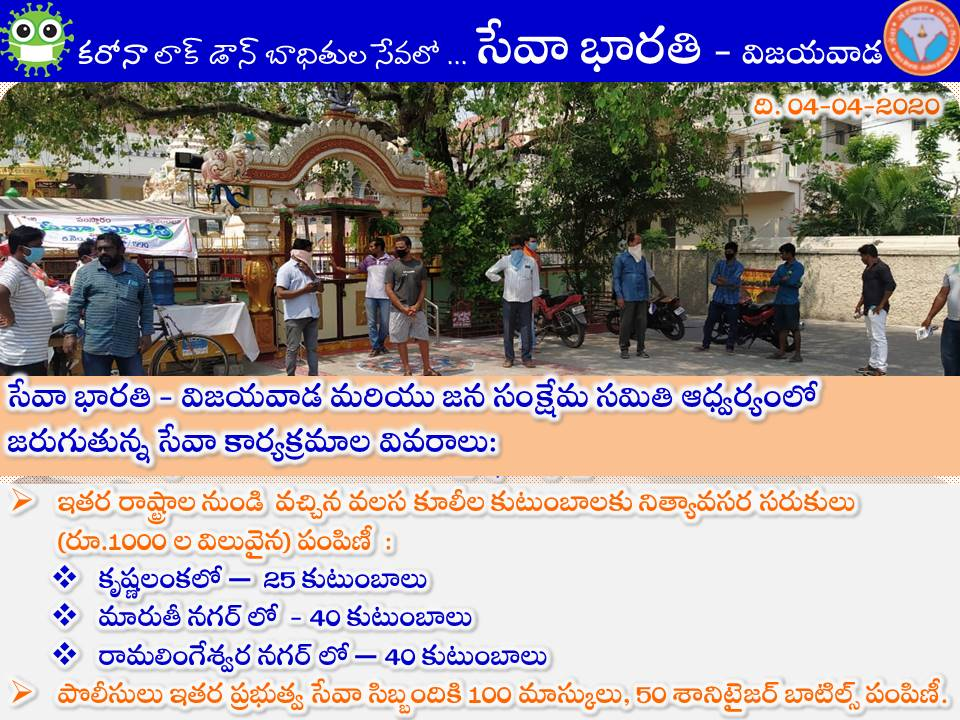 కరోనా లాక్ డౌన్ బాధితుల సేవలో ... సేవా భారతి - విజయవాడ
ది. 04-04-2020
సేవా భారతి
సేవా భారతి - విజయవాడ మరియు జన సంక్షేమ సమితి ఆధ్వర్యంలో
జరుగుతున్న సేవా కార్యక్రమాల వివరాలు:
➢ ఇతర రాష్ట్రాల నుండి వచ్చిన వలస కూలీల కుటుంబాలకు నిత్యావసర సరుకులు
(రూ.1000 ల విలువైన) పంపిణీ :
❖ కృష్ణలంకలో – 25 కుటుంబాలు
❖ మారుతీ నగర్ లో - 40 కుటుంబాలు
❖ రామలింగేశ్వర నగర్ లో – 40 కుటుంబాలు
➢ పొలీసులు ఇతర ప్రభుత్వ సేవా సిబ్బందికి 100 మాస్కులు, 50 శానిటైజర్ బాటిల్స్ పంపిణీ.